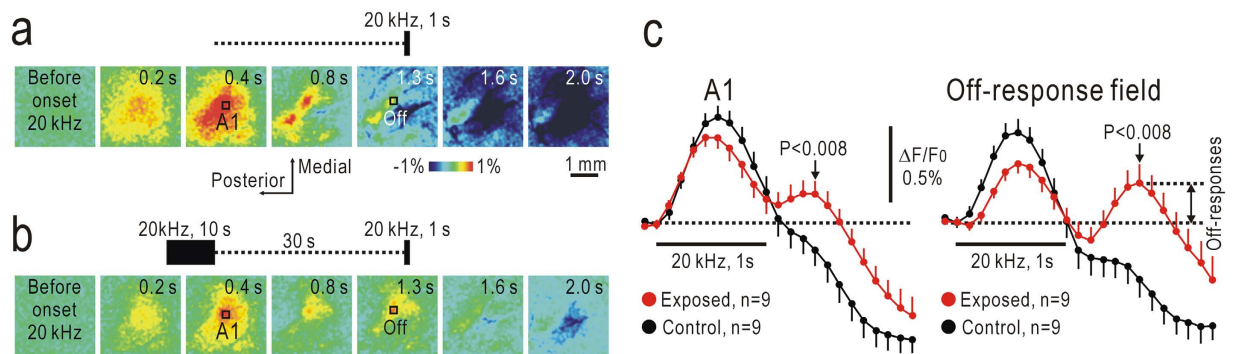 a
20 kHz, 1 s
Before
onset
20 kHz
0.2 s
0.4 s
A1
0.8 s
1.3 s
Off
1.6 s
2.0 s
Posterior
Medial
-1%
1%
1 mm
b
20kHz, 10 s
30 s
20 kHz, 1 s
Before
onset
20 kHz
0.2 s
0.4 s
A1
0.8 s
1.3 s
Off
1.6 s
2.0 s
c
A1
P<0.008
ΔF/F0
0.5%
20 kHz, 1s
Exposed, n=9
Control, n=9
Off-response field
P<0.008
Off-responses
20 kHz, 1s
Exposed, n=9
Control, n=9